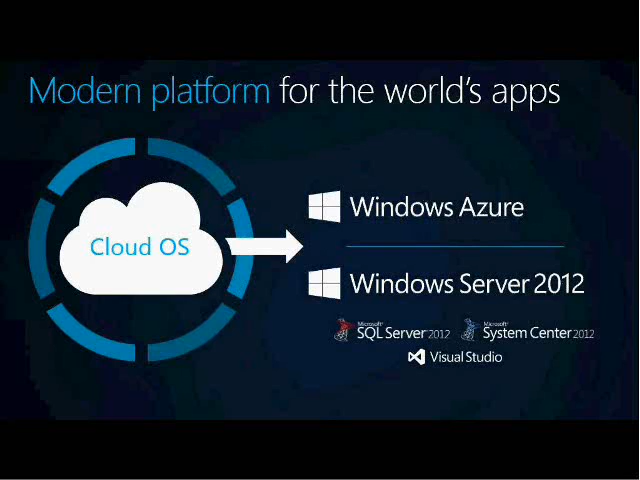 Modern platform for the world's apps
Cloud OS
Windows Azure
Windows Server 2012
Microsoft Microsoft
SQL Server 2012 System Center 2012
Visual Studio